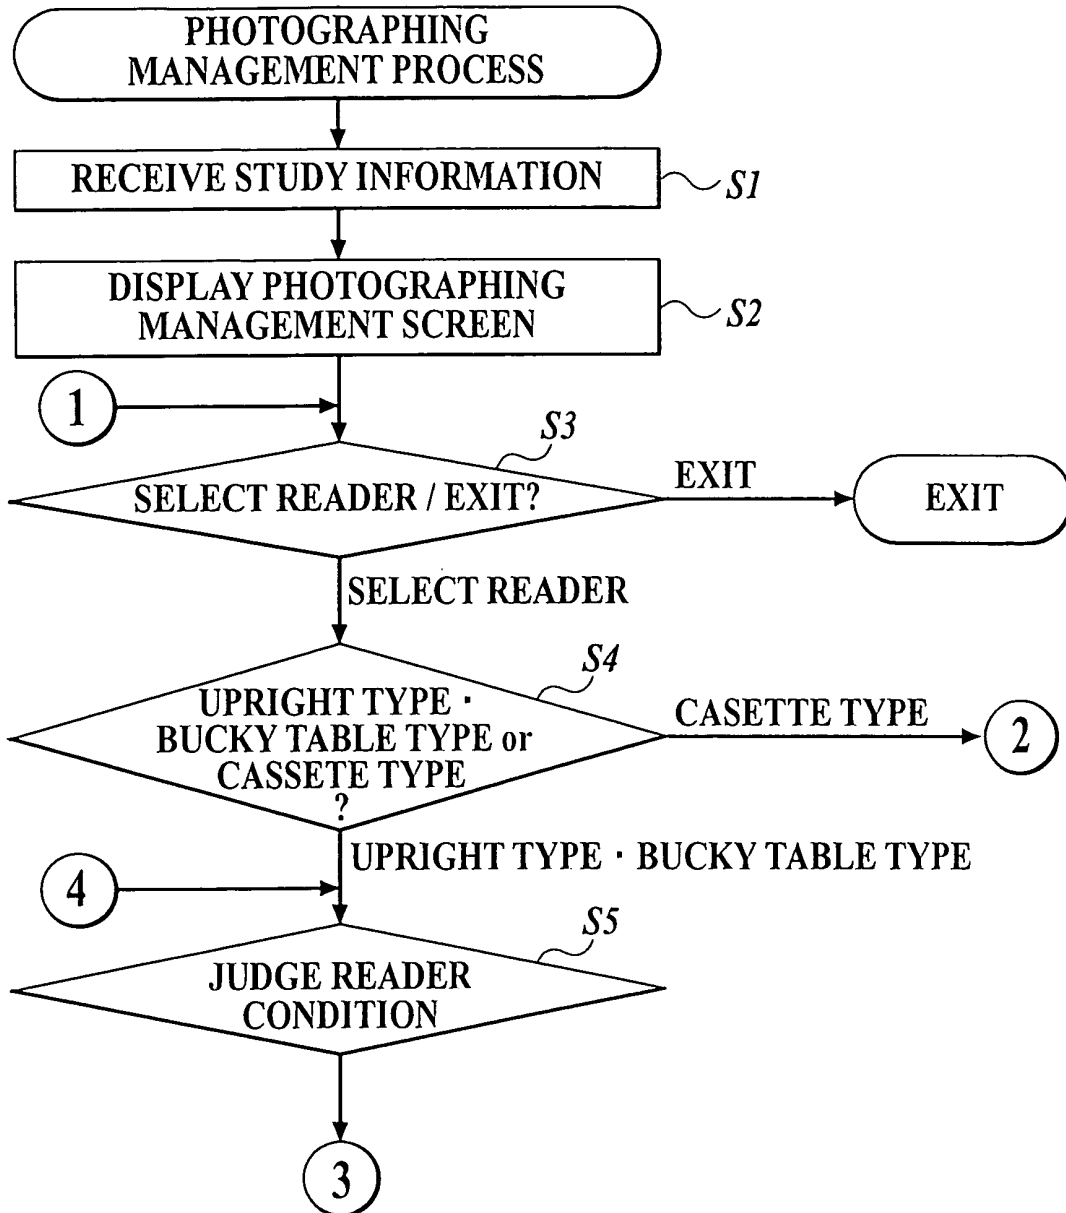 PHOTOGRAPHING
MANAGEMENT PROCESS
RECEIVE STUDY INFORMATION
S1
DISPLAY PHOTOGRAPHING
MANAGEMENT SCREEN
S2
1
S3
SELECT READER / EXIT?
EXIT
EXIT
SELECT READER
S4
UPRIGHT TYPE ·
BUCKY TABLE TYPE or
CASSETE TYPE
?
CASETTE TYPE
2
UPRIGHT TYPE · BUCKY TABLE TYPE
4
S5
JUDGE READER
CONDITION
3